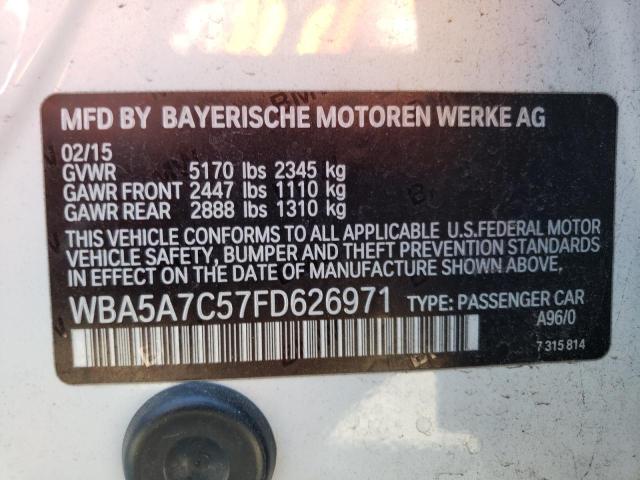 MFD BY BAYERISCHE MOTOREN WERKE AG
02/15
GVWR 5170 lbs 2345 kg
GAWR FRONT 2447 lbs 1110 kg
GAWR REAR 2888 lbs 1310 kg
THIS VEHICLE CONFORMS TO ALL APPLICABLE U.S.FEDERAL MOTOR
VEHICLE SAFETY, BUMPER AND THEFT PREVENTION STANDARDS
IN EFFECT ON THE DATE OF MANUFACTURE SHOWN ABOVE.
WBA5A7C57FD626971 TYPE: PASSENGER CAR
A96/0
7 315 814